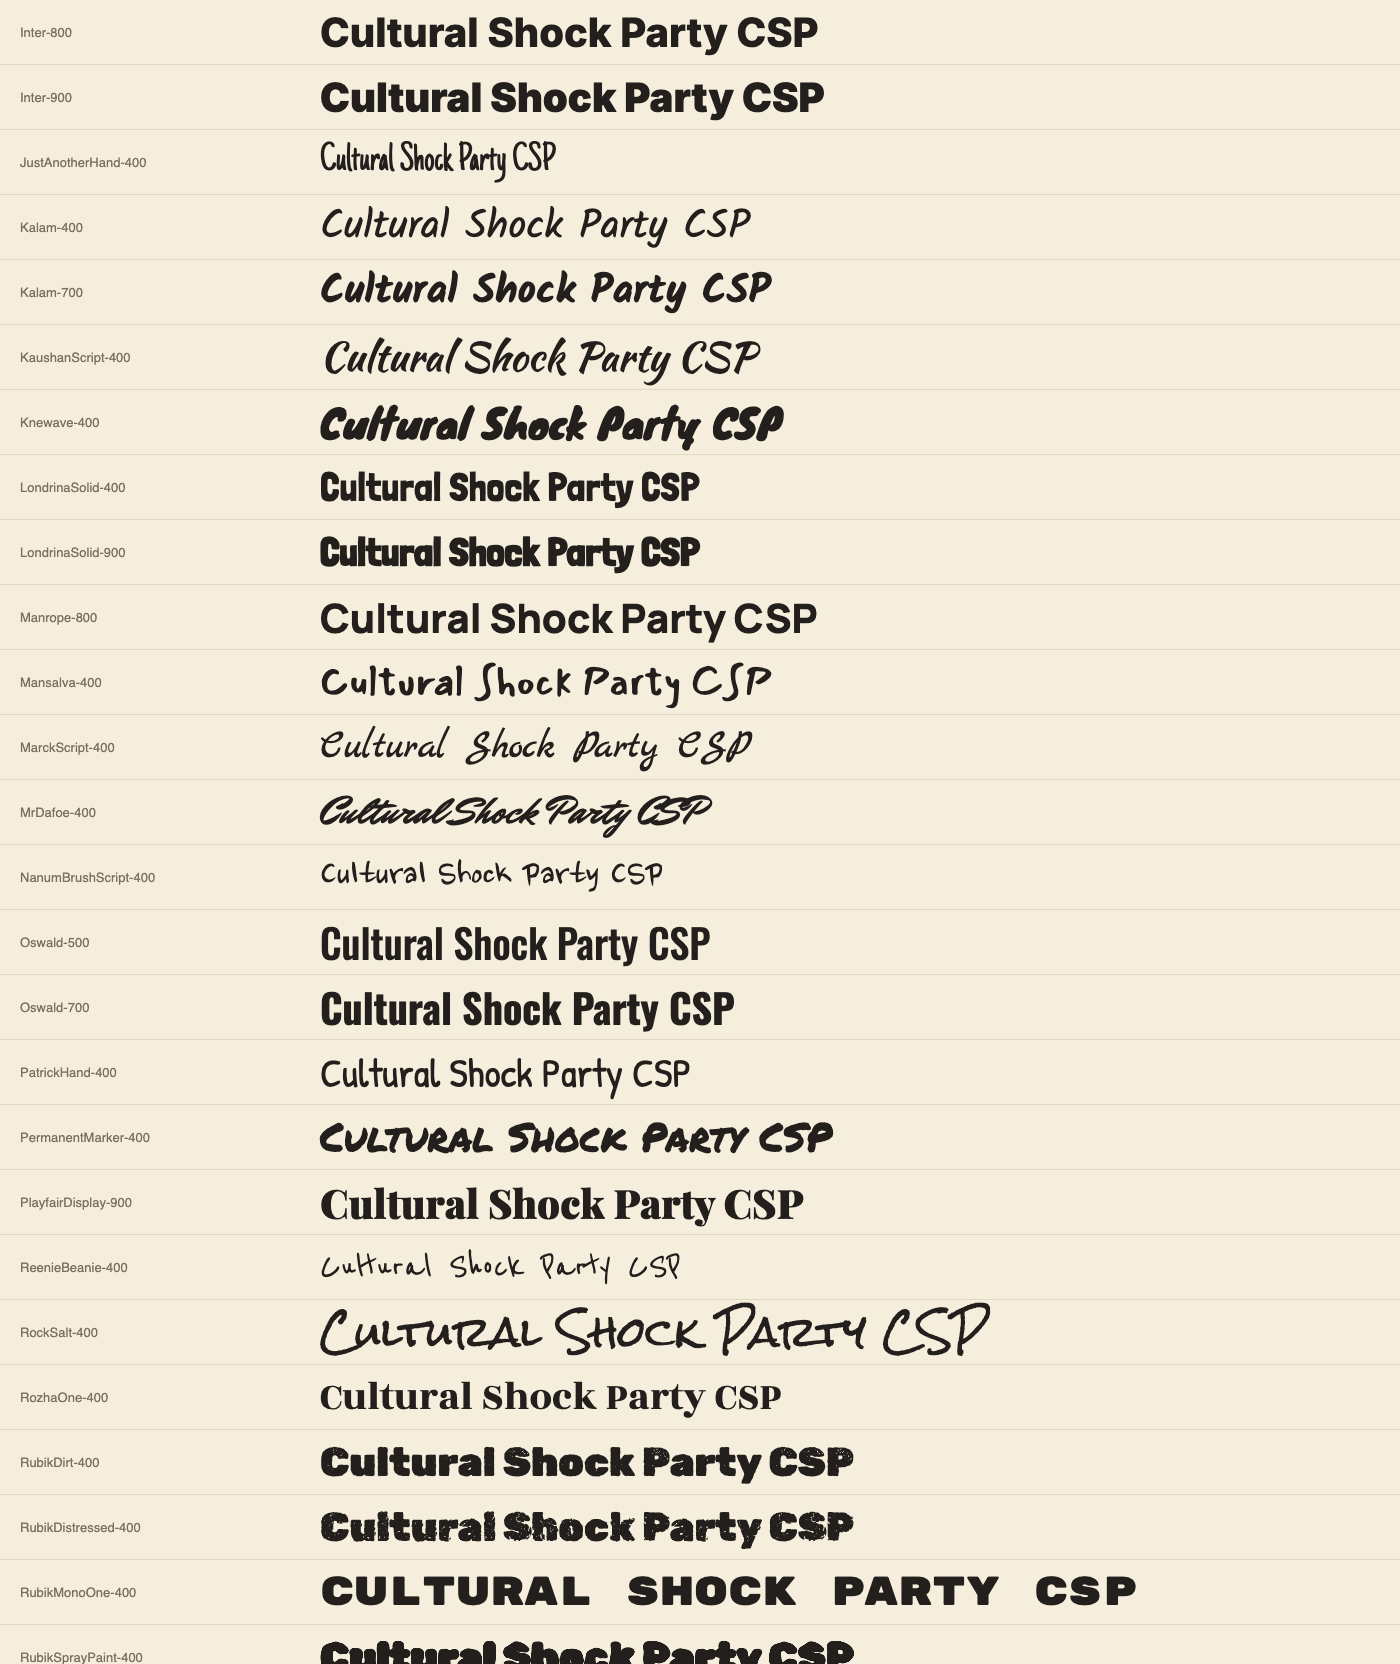 Inter-800 Cultural Shock Party CSP
Inter-900 Cultural Shock Party CSP
JustAnotherHand-400 Cultural Shock Party CSP
Kalam-400 Cultural Shock Party CSP
Kalam-700 Cultural Shock Party CSP
KaushanScript-400 Cultural Shock Party CSP
Knewave-400 Cultural Shock Party CSP
LondrinaSolid-400 Cultural Shock Party CSP
LondrinaSolid-900 Cultural Shock Party CSP
Manrope-800 Cultural Shock Party CSP
Mansalva-400 Cultural Shock Party CSP
MarckScript-400 Cultural Shock Party CSP
MrDafoe-400 Cultural Shock Party CSP
NanumBrushScript-400 Cultural Shock Party CSP
Oswald-500 Cultural Shock Party CSP
Oswald-700 Cultural Shock Party CSP
PatrickHand-400 Cultural Shock Party CSP
PermanentMarker-400 CULTURAL SHOCK PARTY CSP
PlayfairDisplay-900 Cultural Shock Party CSP
ReenieBeanie-400 Cultural Shock Party CSP
RockSalt-400 CULTURAL SHOCK PARTY CSP
RozhaOne-400 Cultural Shock Party CSP
RubikDirt-400 Cultural Shock Party CSP
RubikDistressed-400 Cultural Shock Party CSP
RubikMonoOne-400 CULTURAL SHOCK PARTY CSP
RubikSprayPaint-400 Cultural Shock Party CSP